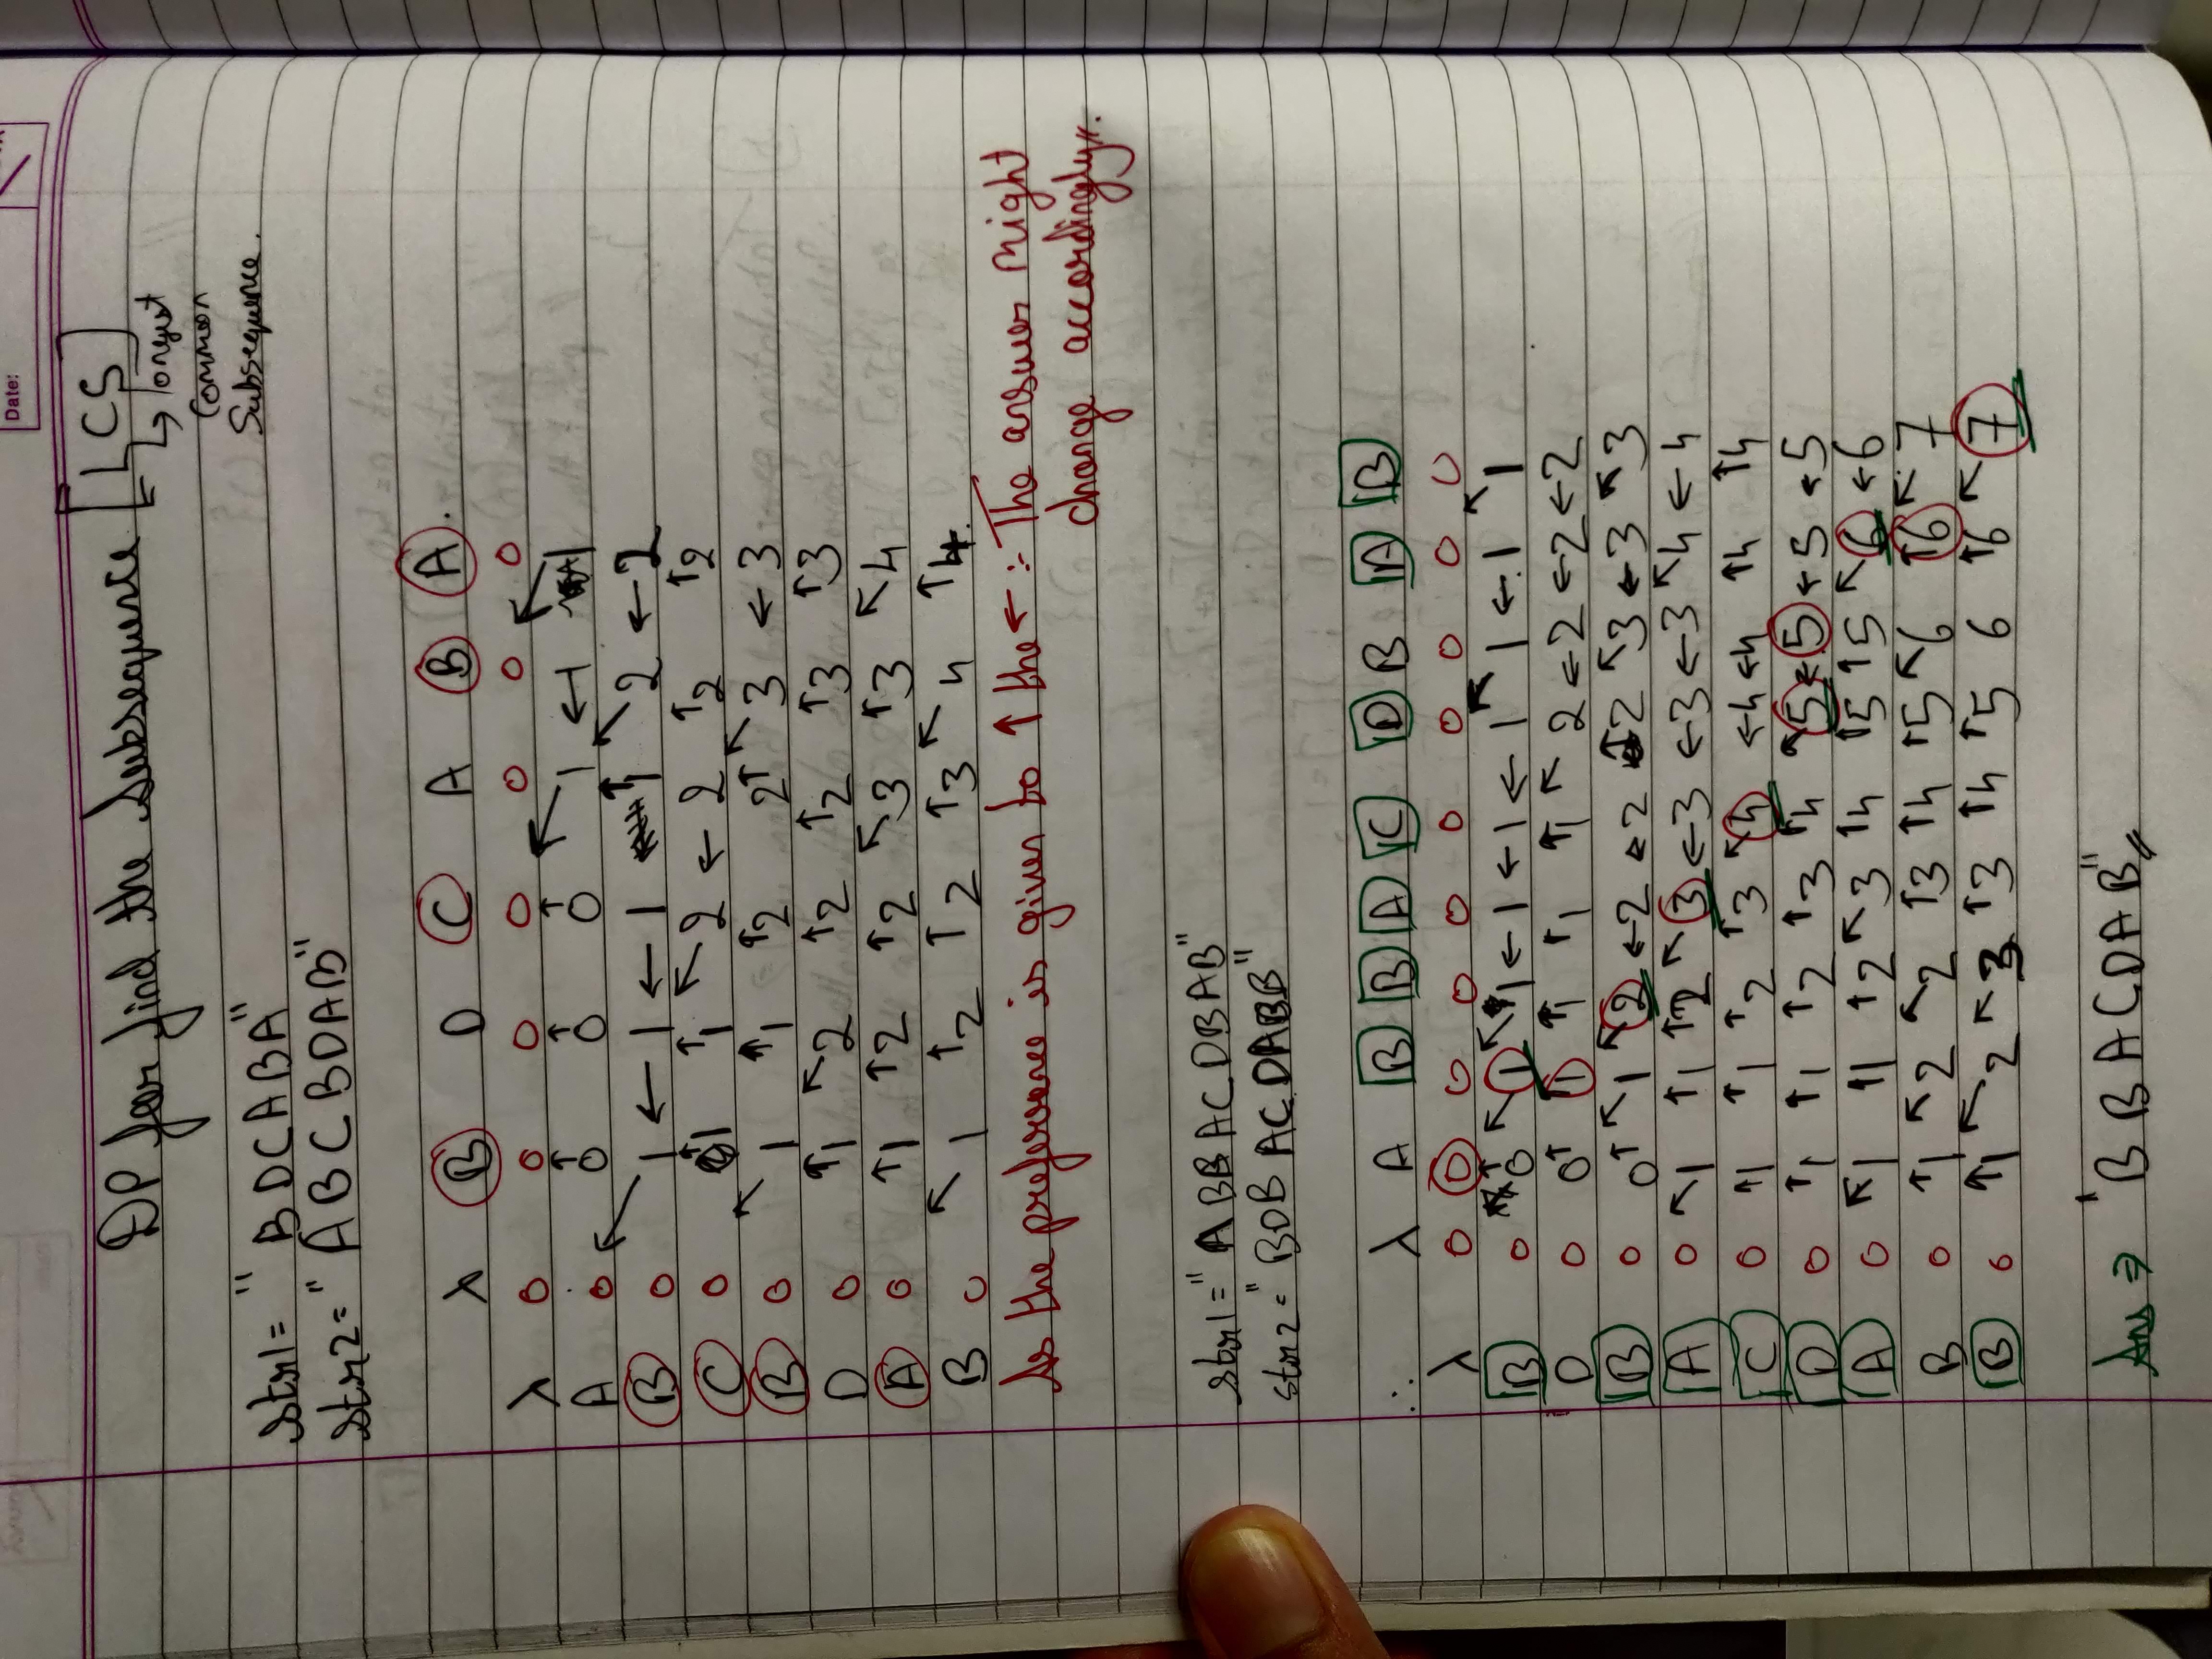 Date:
DP for find the Subsequence [LCS]
↳ longest
Common
Subsequence.
str1= "BDCABA"
str2= "ABCBDAB"
λ B D C A B A.
λ 0 0 0 0 0 0 0
A 0 ↖ ↑0 ↑0 ↑0 ↖1 ←1 ↖1
B 0 1 ←1 ←1 ↑1 ↖2 ←2
C 0 ↑1 ↑1 ↖2 ←2 ↑2 ↑2
B 0 ↖1 ↑1 ↑2 2↑ ↖3 ←3
D 0 ↑1 ↖2 ↑2 ↑2 ↑3 ↑3
A 0 ↑1 ↑2 ↑2 ↖3 ↑3 ↖4
B 0 ↖1 ↑2 ↑2 ↑3 ↖4 ↑4.
As the preference is given to ↑ the ← :- The answer might
change accordingly.
str1= "ABBACDBAB"
str2= "BDBACDABB"
∴ λ A B B A C D B A B
λ 0 0 0 0 0 0 0 0 0 0
B 0 ↑0 ↖1 ↖1 ←1 ←1 ←1 ↖1 ←1 ↖1
D 0 0↑ ↑1 ↑1 ↑1 ↑1 ↖2 ←2 ←2 ←2
B 0 0↑ ↖1 ↖2 ←2 ←2 ↑2 ↖3 ←3 ↖3
A 0 ↖1 ↑1 ↑2 ↖3 ←3 ←3 ←3 ↖4 ←4
C 0 ↑1 ↑1 ↑2 ↑3 ↖4 ←4 ←4 ↑4 ↑4
D 0 ↑1 ↑1 ↑2 ↑3 ↑4 ↖5 ←5 ←5 ←5
A 0 ↖1 ↑1 ↑2 ↖3 ↑4 ↑5 ↑5 ↖6 ←6
B 0 ↑1 ↖2 ↖2 ↑3 ↑4 ↑5 ↖6 ↑6 ↖7
B 0 ↑1 ↖2 ↖3 ↑3 ↑4 ↑5 6 ↑6 ↖7
Ans ⇒ "BBACDAB"